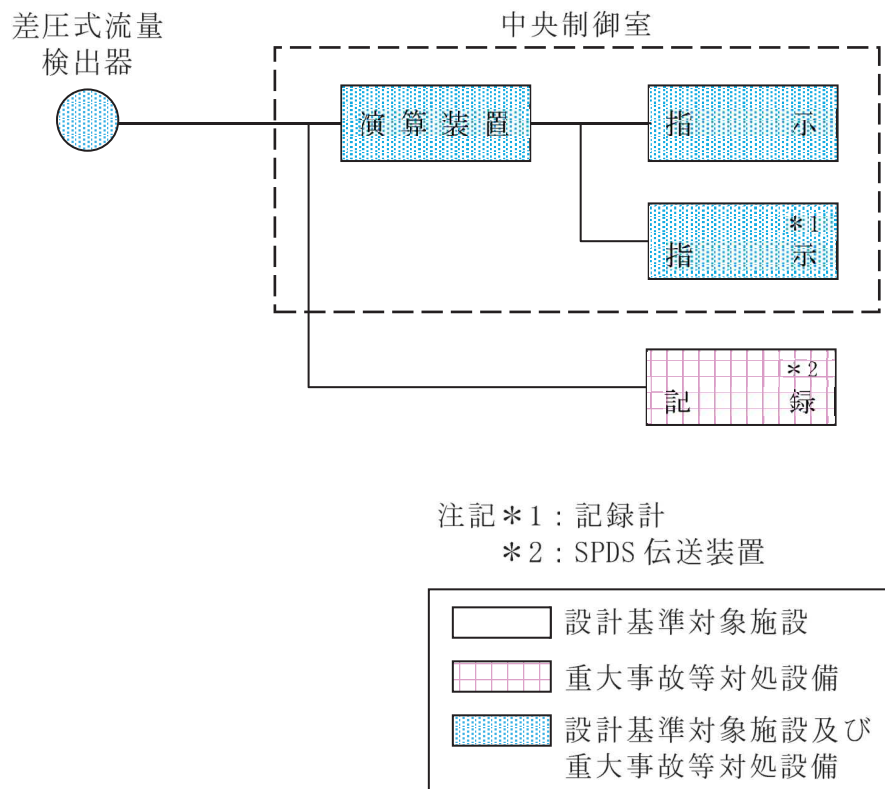 差圧式流量
検出器
中央制御室
演算装置
指示
＊1
指示
＊2
記録
注記＊1：記録計
＊2：SPDS伝送装置
設計基準対象施設
重大事故等対処設備
設計基準対象施設及び
重大事故等対処設備